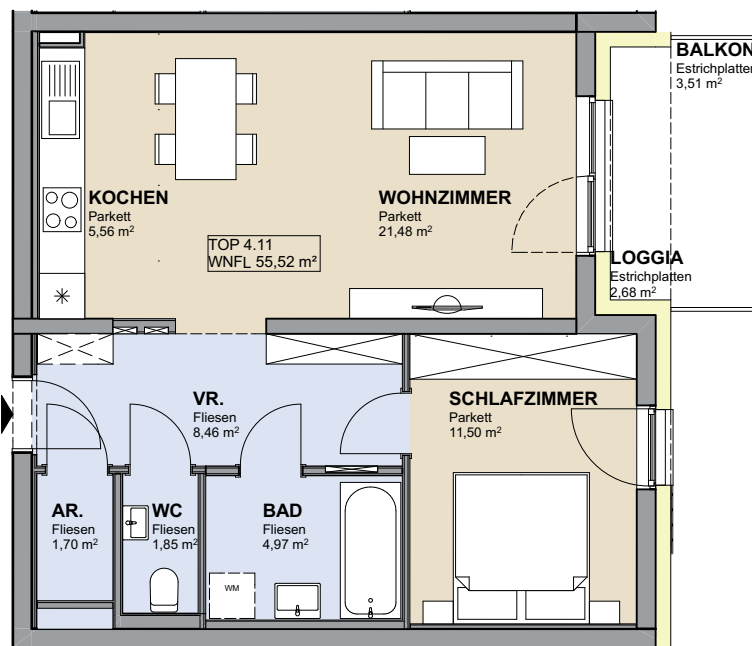 BALKON
Estrichplatten
3,51 m²
KOCHEN
Parkett
5,56 m²
WOHNZIMMER
Parkett
21,48 m²
TOP 4.11
WNFL 55,52 m²
LOGGIA
Estrichplatten
2,68 m²
VR.
Fliesen
8,46 m²
SCHLAFZIMMER
Parkett
11,50 m²
AR.
Fliesen
1,70 m²
WC
Fliesen
1,85 m²
BAD
Fliesen
4,97 m²
WM